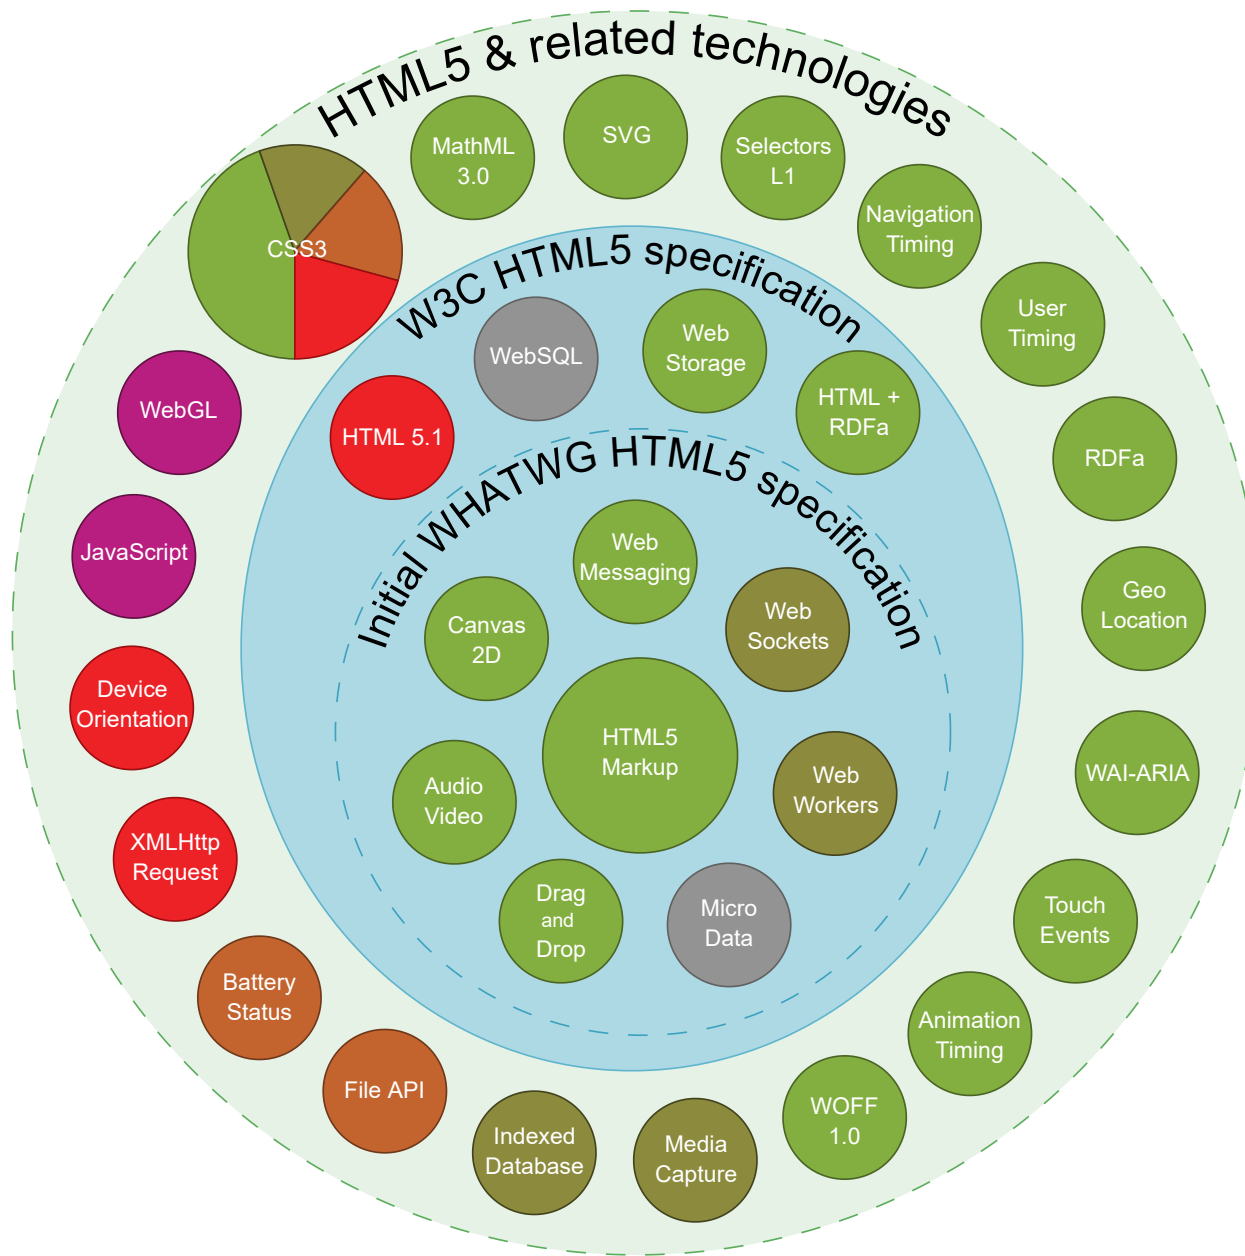 HTML5 & related technologies
MathML
3.0
SVG
Selectors
L1
Navigation
Timing
User
Timing
RDFa
Geo
Location
WAI-ARIA
Touch
Events
Animation
Timing
WOFF
1.0
Media
Capture
Indexed
Database
File API
Battery
Status
XMLHttp
Request
Device
Orientation
JavaScript
WebGL
CSS3
W3C HTML5 specification
HTML 5.1
WebSQL
Web
Storage
HTML +
RDFa
Initial WHATWG HTML5 specification
Web
Messaging
Web
Sockets
Web
Workers
Micro
Data
Drag
and
Drop
Audio
Video
Canvas
2D
HTML5
Markup